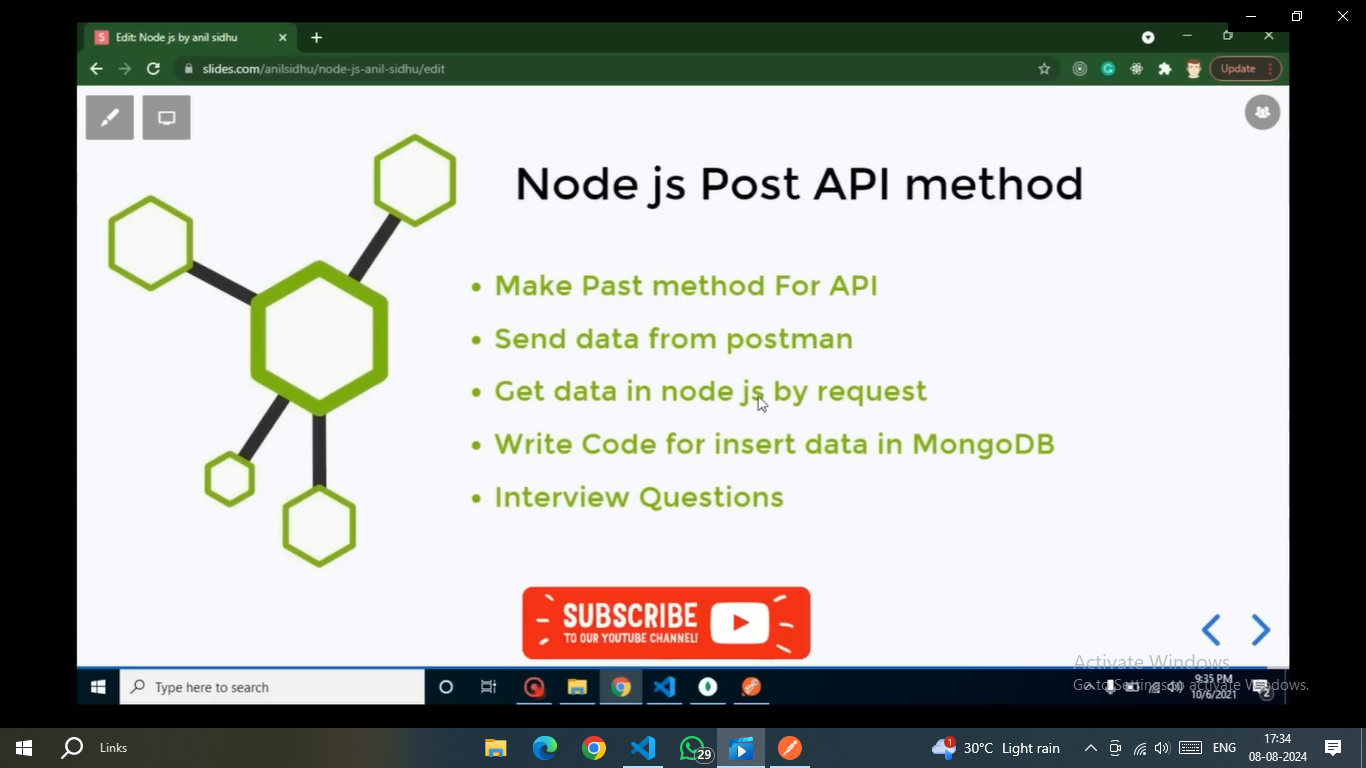 Edit: Node js by anil sidhu
slides.com/anilsidhu/node-js-anil-sidhu/edit
Update
Node js Post API method
Make Past method For API
Send data from postman
Get data in node js by request
Write Code for insert data in MongoDB
Interview Questions
SUBSCRIBE
TO OUR YOUTUBE CHANNEL!
Activate Windows
Go to Settings to activate Windows.
Type here to search
9:35 PM
10/6/2021
2
Links
29
1
30°C Light rain
ENG
17:34
08-08-2024